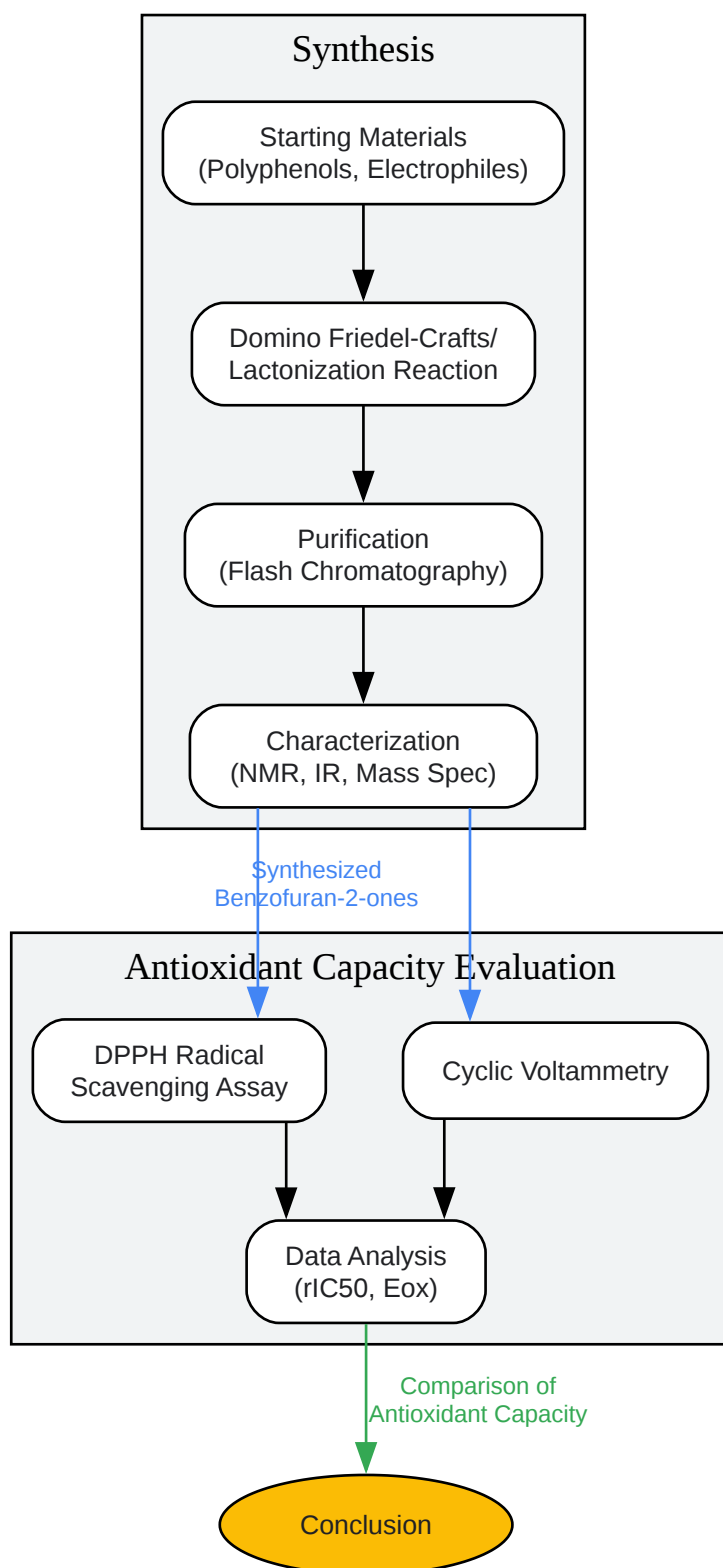 Synthesis
Starting Materials
(Polyphenols, Electrophiles)
Domino Friedel-Crafts/
Lactonization Reaction
Purification
(Flash Chromatography)
Characterization
(NMR, IR, Mass Spec)
Synthesized
Benzofuran-2-ones
Antioxidant Capacity Evaluation
DPPH Radical
Scavenging Assay
Cyclic Voltammetry
Data Analysis
(rIC50, Eox)
Comparison of
Antioxidant Capacity
Conclusion